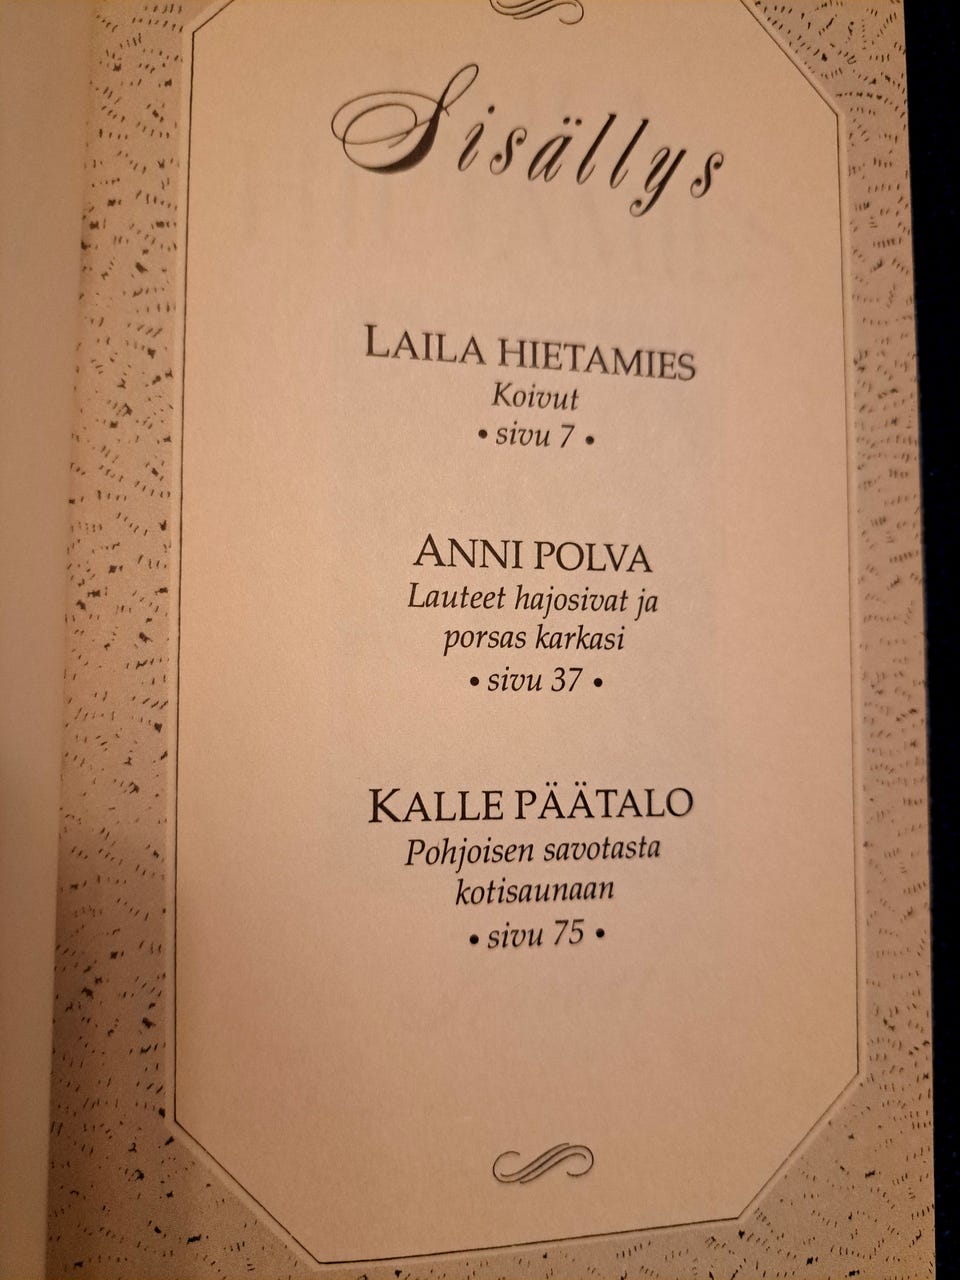 Sisällys
LAILA HIETAMIES
Koivut
• sivu 7 •
ANNI POLVA
Lauteet hajosivat ja
porsas karkasi
• sivu 37 •
KALLE PÄÄTALO
Pohjoisen savotasta
kotisaunaan
• sivu 75 •